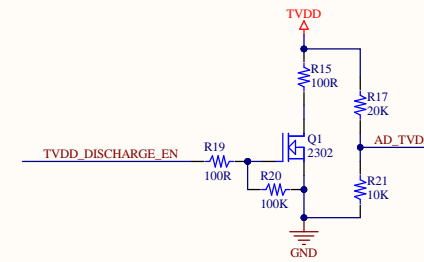 TVDD
R15
100R
R17
20K
Q1
2302
AD_TVD
R19
TVDD_DISCHARGE_EN
100R
R20
100K
R21
10K
GND